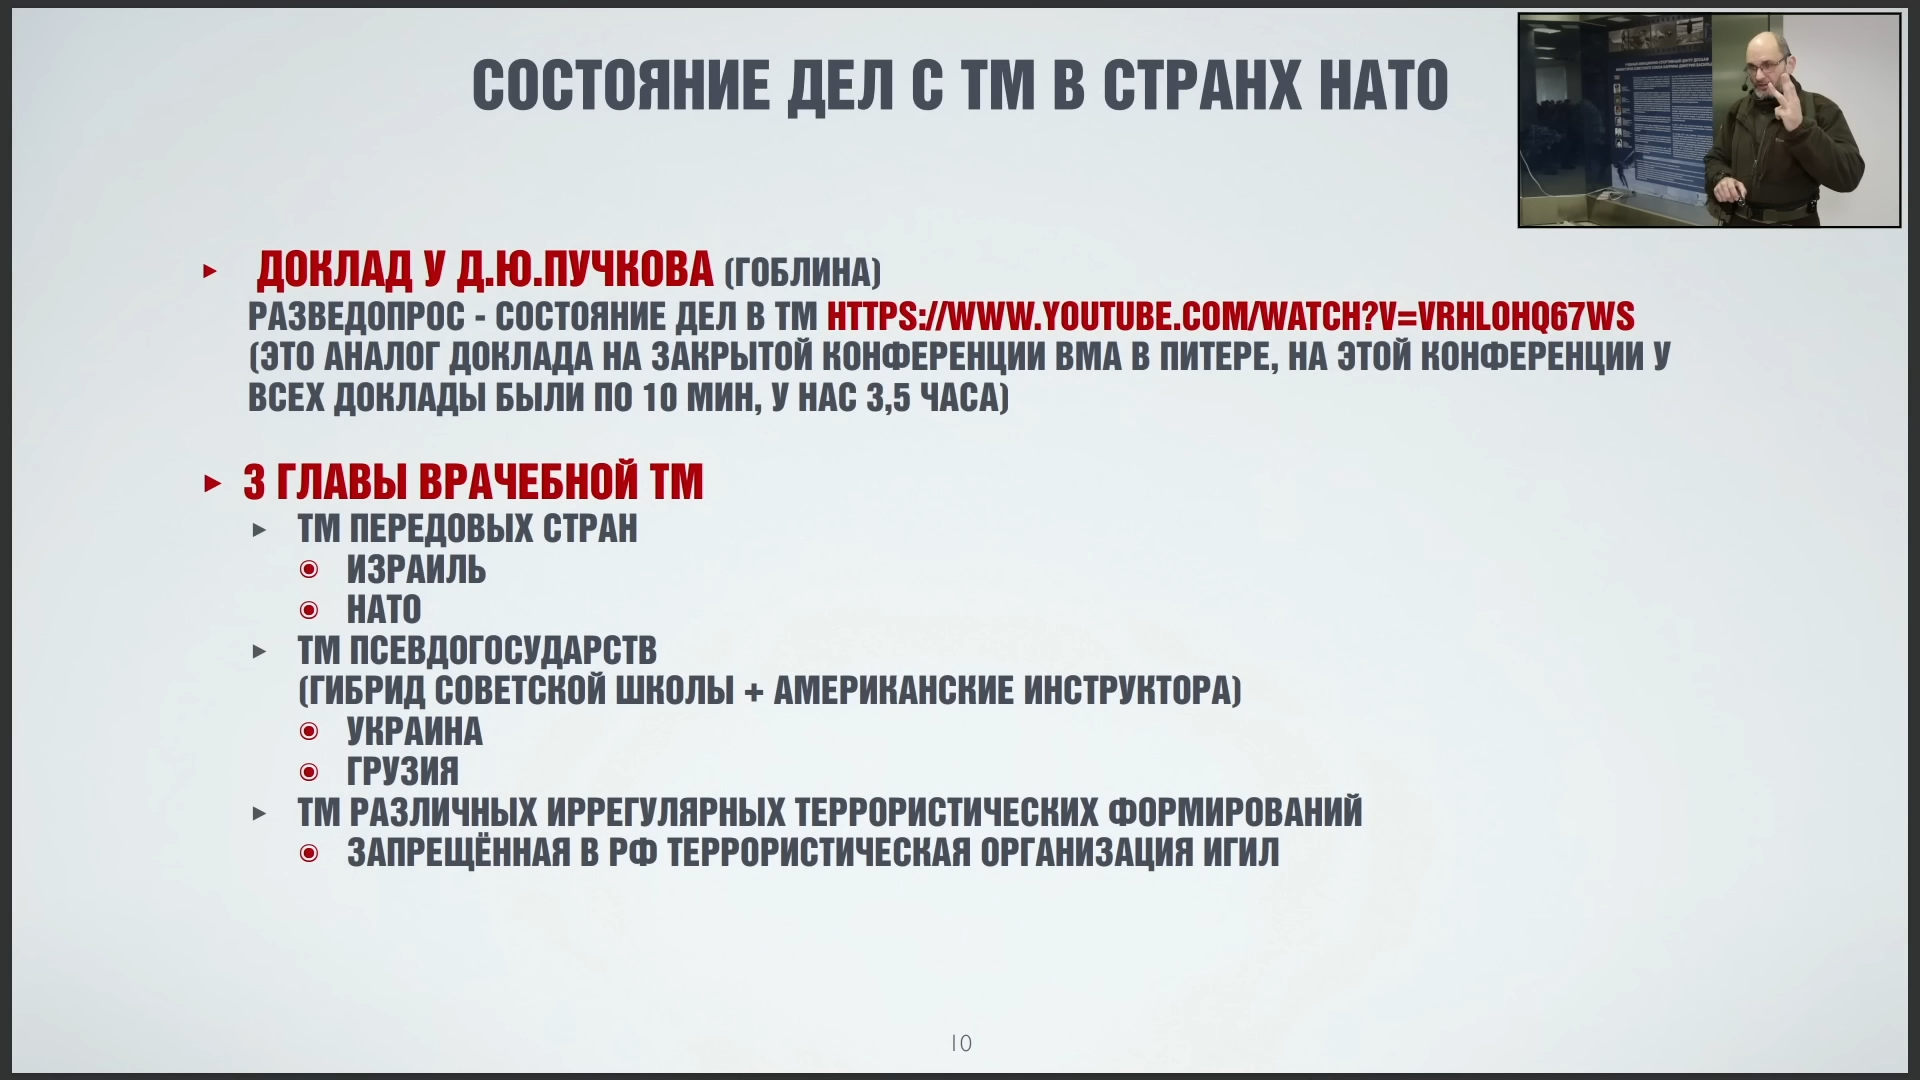 СОСТОЯНИЕ ДЕЛ С ТМ В СТРАНХ НАТО
ДОКЛАД У Д.Ю.ПУЧКОВА (ГОБЛИНА)
РАЗВЕДОПРОС - СОСТОЯНИЕ ДЕЛ В ТМ HTTPS://WWW.YOUTUBE.COM/WATCH?V=VRHLOHQ67WS
(ЭТО АНАЛОГ ДОКЛАДА НА ЗАКРЫТОЙ КОНФЕРЕНЦИИ ВМА В ПИТЕРЕ, НА ЭТОЙ КОНФЕРЕНЦИИ У
ВСЕХ ДОКЛАДЫ БЫЛИ ПО 10 МИН, У НАС 3,5 ЧАСА)
3 ГЛАВЫ ВРАЧЕБНОЙ ТМ
ТМ ПЕРЕДОВЫХ СТРАН
ИЗРАИЛЬ
НАТО
ТМ ПСЕВДОГОСУДАРСТВ
(ГИБРИД СОВЕТСКОЙ ШКОЛЫ + АМЕРИКАНСКИЕ ИНСТРУКТОРА)
УКРАИНА
ГРУЗИЯ
ТМ РАЗЛИЧНЫХ ИРРЕГУЛЯРНЫХ ТЕРРОРИСТИЧЕСКИХ ФОРМИРОВАНИЙ
ЗАПРЕЩЁННАЯ В РФ ТЕРРОРИСТИЧЕСКАЯ ОРГАНИЗАЦИЯ ИГИЛ
10